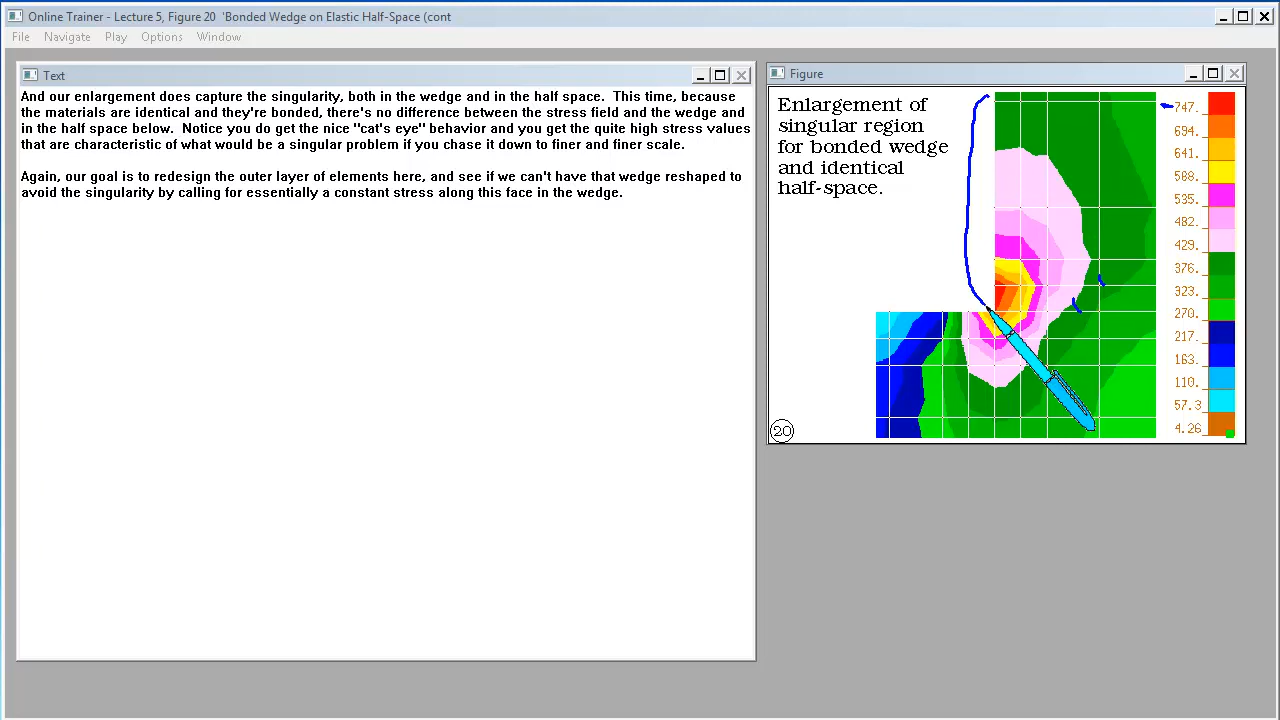 Online Trainer - Lecture 5, Figure 20 'Bonded Wedge on Elastic Half-Space (cont
File Navigate Play Options Window
Text
And our enlargement does capture the singularity, both in the wedge and in the half space. This time, because
the materials are identical and they're bonded, there's no difference between the stress field and the wedge and
in the half space below. Notice you do get the nice "cat's eye" behavior and you get the quite high stress values
that are characteristic of what would be a singular problem if you chase it down to finer and finer scale.
Again, our goal is to redesign the outer layer of elements here, and see if we can't have that wedge reshaped to
avoid the singularity by calling for essentially a constant stress along this face in the wedge.
Figure
Enlargement of
singular region
for bonded wedge
and identical
half-space.
747.
694.
641.
588.
535.
482.
429.
376.
323.
270.
217.
163.
110.
57.3
4.26
20